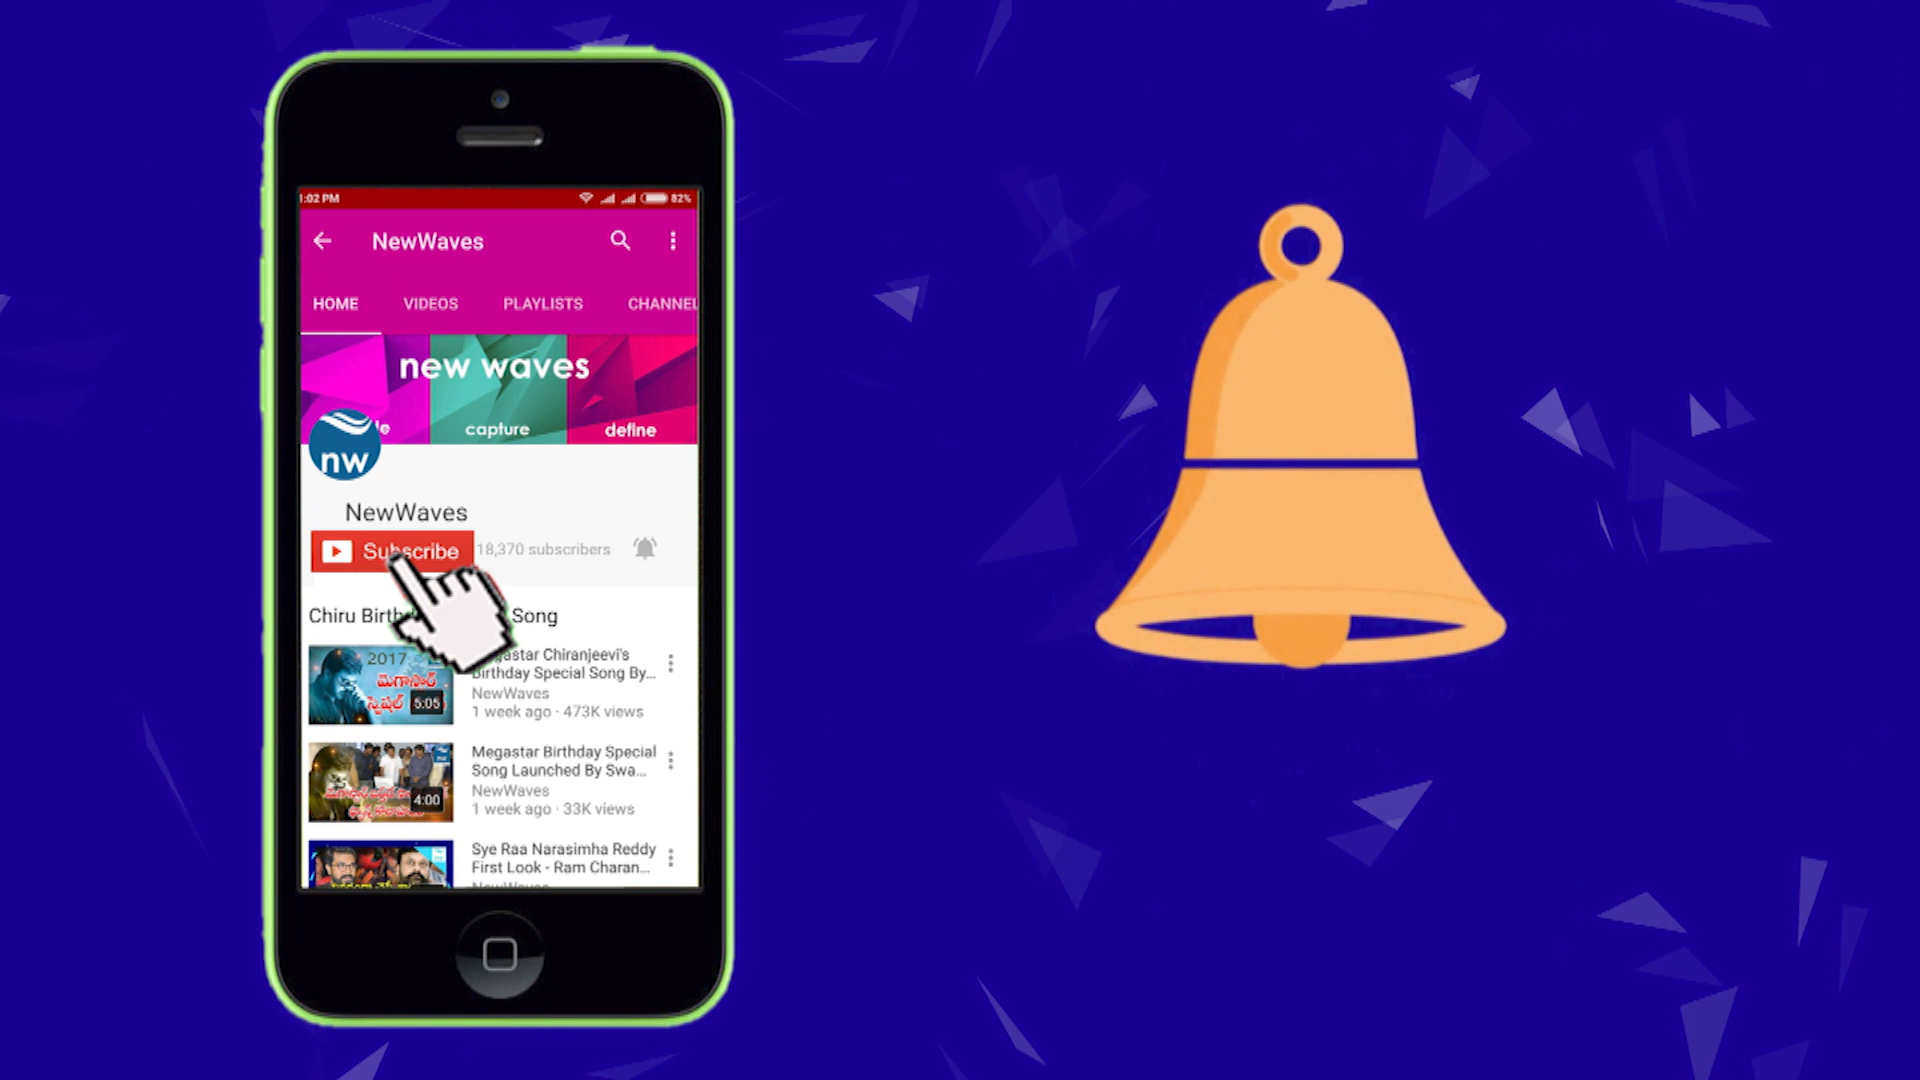 1:02 PM
82%
NewWaves
HOME VIDEOS PLAYLISTS CHANNEL
new waves
capture define
nw
NewWaves
Subscribe 18,370 subscribers
Chiru Song
2017
మెగాస్టార్
స్పెషల్
5:05
Birthday Special Song By...
NewWaves
1 week ago · 473K views
4:00
Megastar Birthday Special
Song Launched By Swa...
NewWaves
1 week ago · 33K views
Sye Raa Narasimha Reddy
First Look - Ram Charan...
NewWaves